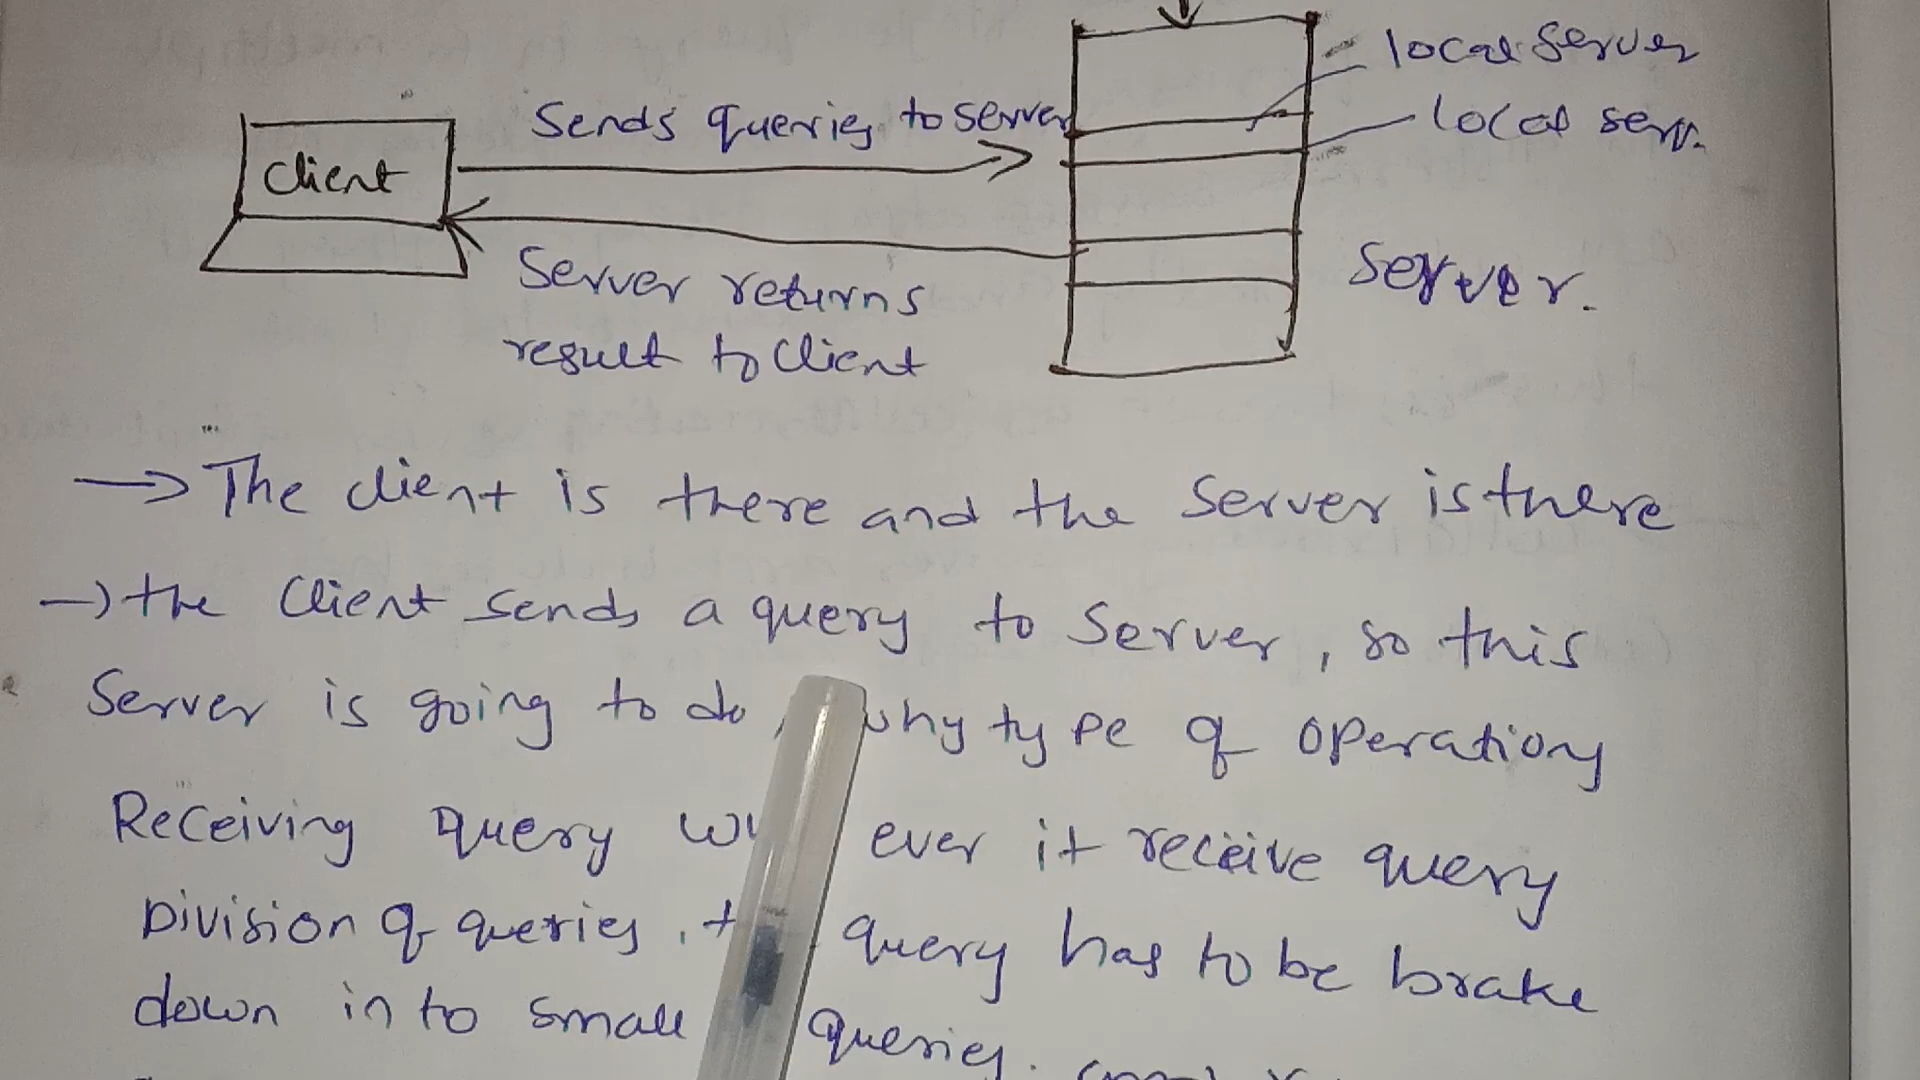 local server
Sends queries to server
local serv.
Client
Server returns
server.
result to Client
→ The client is there and the Server is there
→ the Client sends a query to Server, so this
Server is going to do, why type of operations
Receiving query ever it receive query
Division of queries, query has to be brake
down in to small queries.